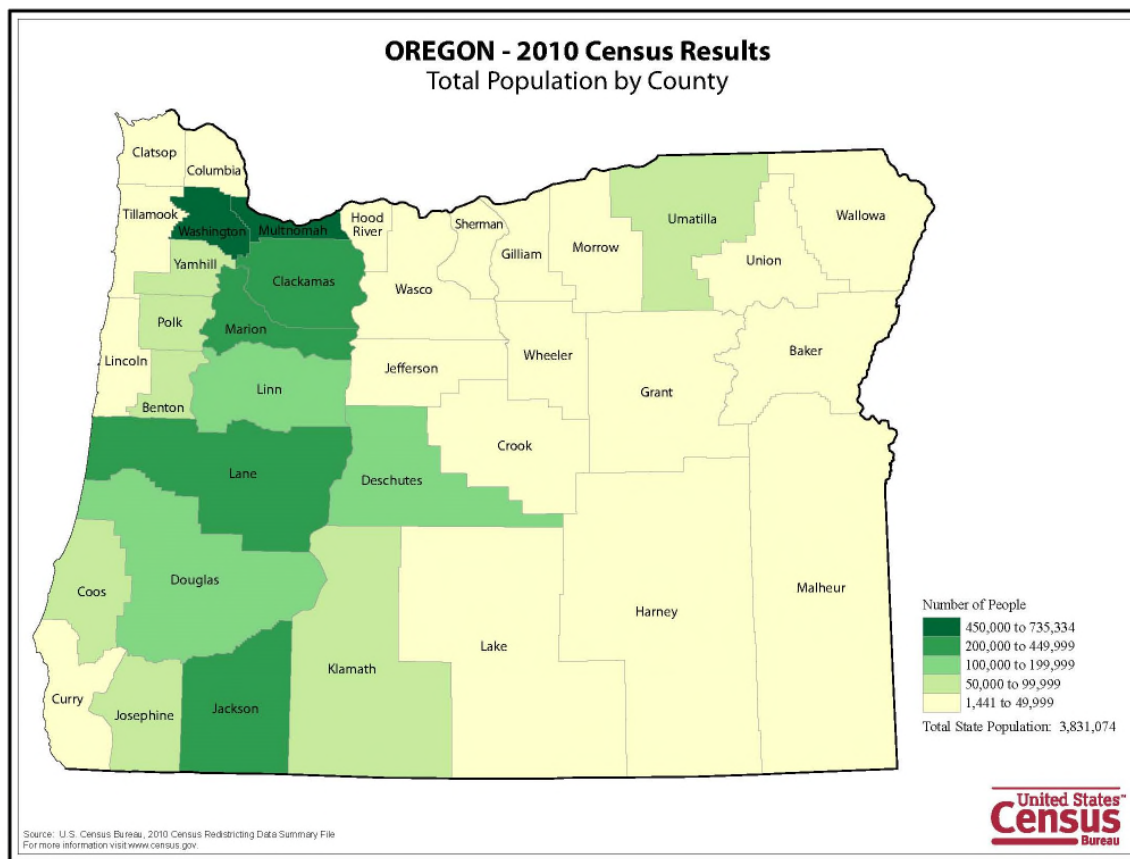 OREGON - 2010 Census Results
Total Population by County
Clatsop
Columbia
Tillamook
Washington
Multnomah
Hood
River
Sherman
Gilliam
Morrow
Umatilla
Union
Wallowa
Yamhill
Clackamas
Wasco
Polk
Marion
Lincoln
Linn
Jefferson
Wheeler
Grant
Baker
Benton
Lane
Deschutes
Crook
Coos
Douglas
Klamath
Lake
Harney
Malheur
Curry
Josephine
Jackson
Number of People
450,000 to 735,334
200,000 to 449,999
100,000 to 199,999
50,000 to 99,999
1,441 to 49,999
Total State Population: 3,831,074
Source: U.S. Census Bureau, 2010 Census Redistricting Data Summary File
For more information visit www.census.gov.
United States™
Census
Bureau